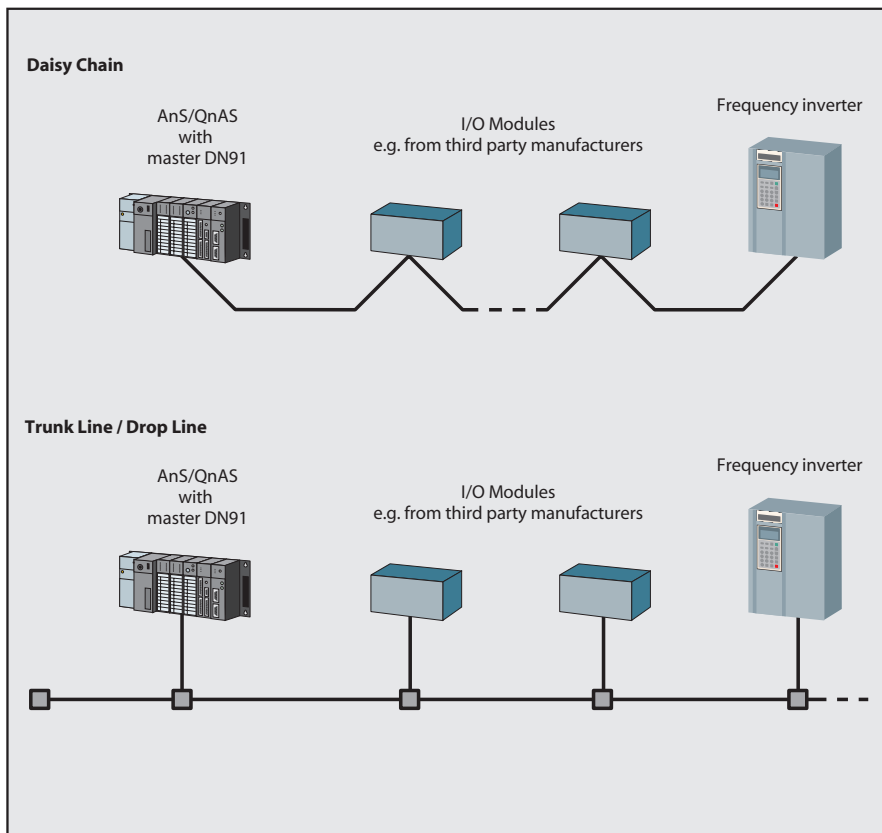 Daisy Chain
AnS/QnAS
with
master DN91
I/O Modules
e.g. from third party manufacturers
Frequency inverter
Trunk Line / Drop Line
AnS/QnAS
with
master DN91
I/O Modules
e.g. from third party manufacturers
Frequency inverter